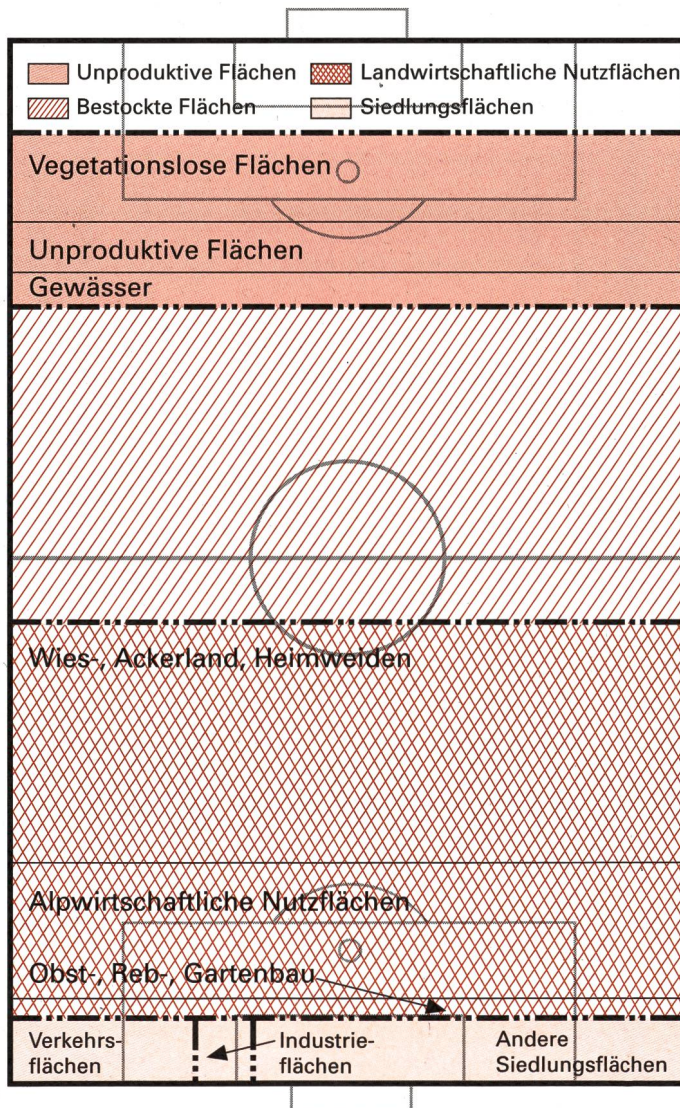 Unproduktive Flächen
Landwirtschaftliche Nutzflächen
Bestockte Flächen
Siedlungsflächen
Vegetationslose Flächen
Unproduktive Flächen
Gewässer
Wies-, Ackerland, Heimweiden
Alpwirtschaftliche Nutzflächen
Obst-, Reb-, Gartenbau
Verkehrs-
flächen
Industrie-
flächen
Andere
Siedlungsflächen